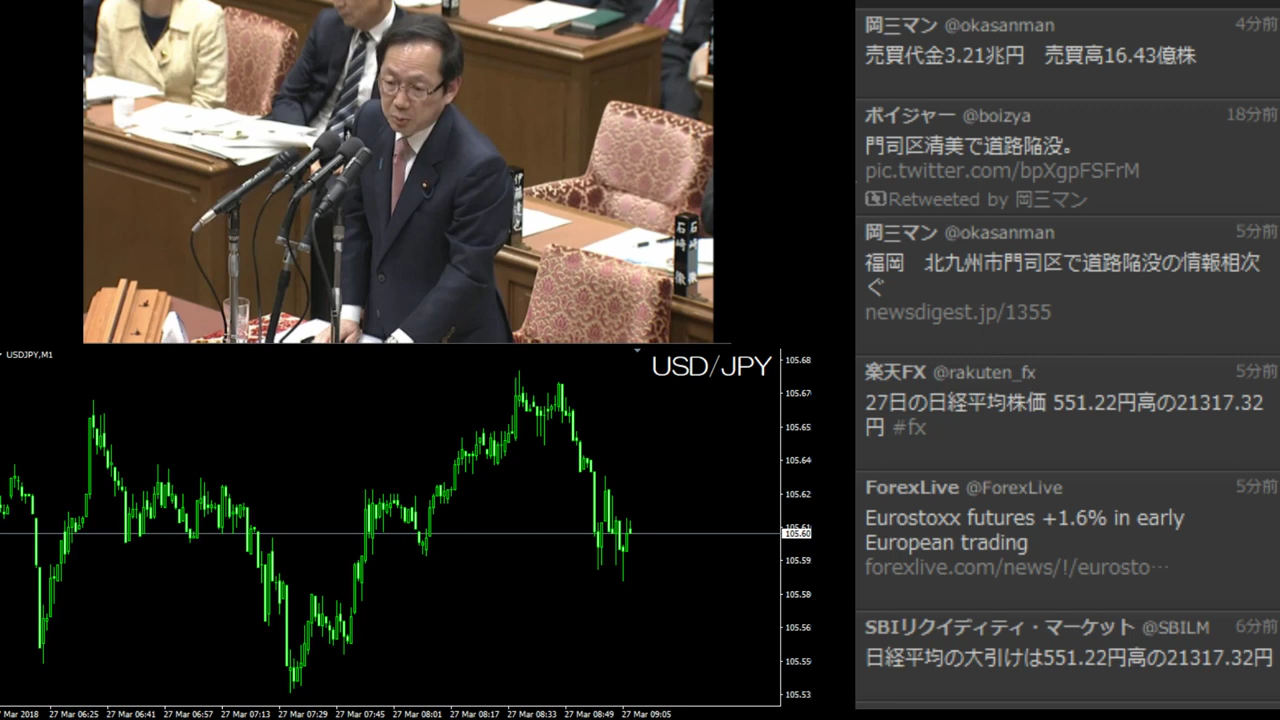 伊藤達也
石崎徹
石崎徹
USDJPY,M1
USD/JPY
105.68
105.67
105.65
105.64
105.62
105.61
105.60
105.59
105.58
105.56
105.55
105.53
Mar 2018
27 Mar 06:25
27 Mar 06:41
27 Mar 06:57
27 Mar 07:13
27 Mar 07:29
27 Mar 07:45
27 Mar 08:01
27 Mar 08:17
27 Mar 08:33
27 Mar 08:49
27 Mar 09:05
岡三マン @okasanman 4分前
売買代金3.21兆円　売買高16.43億株
ボイジャー @boizya 18分前
門司区清美で道路陥没。
pic.twitter.com/bpXgpFSFrM
Retweeted by 岡三マン
岡三マン @okasanman 5分前
福岡　北九州市門司区で道路陥没の情報相次
ぐ
newsdigest.jp/1355
楽天FX @rakuten_fx 5分前
27日の日経平均株価 551.22円高の21317.32
円 #fx
ForexLive @ForexLive 5分前
Eurostoxx futures +1.6% in early
European trading
forexlive.com/news/!/eurosto…
SBIリクイディティ・マーケット @SBILM 6分前
日経平均の大引けは551.22円高の21317.32円